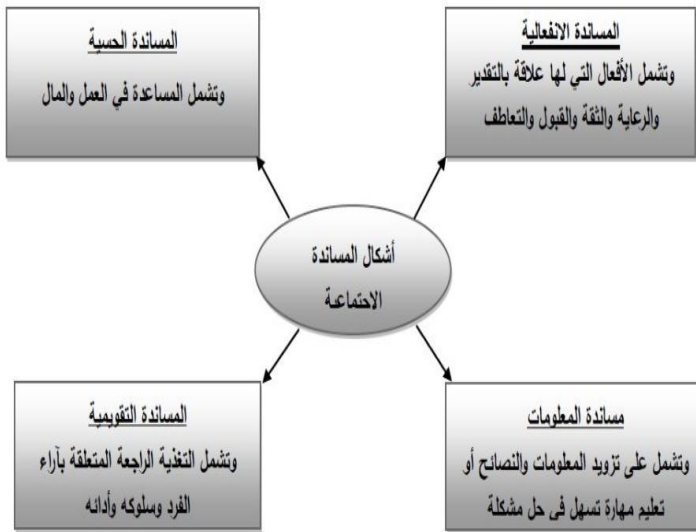 المساندة الانفعالية
وتشمل الأفعال التي لها علاقة بالتقدير
والرعاية والثقة والقبول والتعاطف
المساندة الحسية
وتشمل المساعدة في العمل والمال
أشكال المساندة
الاجتماعية
مساندة المعلومات
وتشمل على تزويد المعلومات والنصائح أو
تعليم مهارة تسهل في حل مشكلة
المساندة التقويمية
وتشمل التغذية الراجعة المتعلقة بآراء
الفرد وسلوكه وأدائه